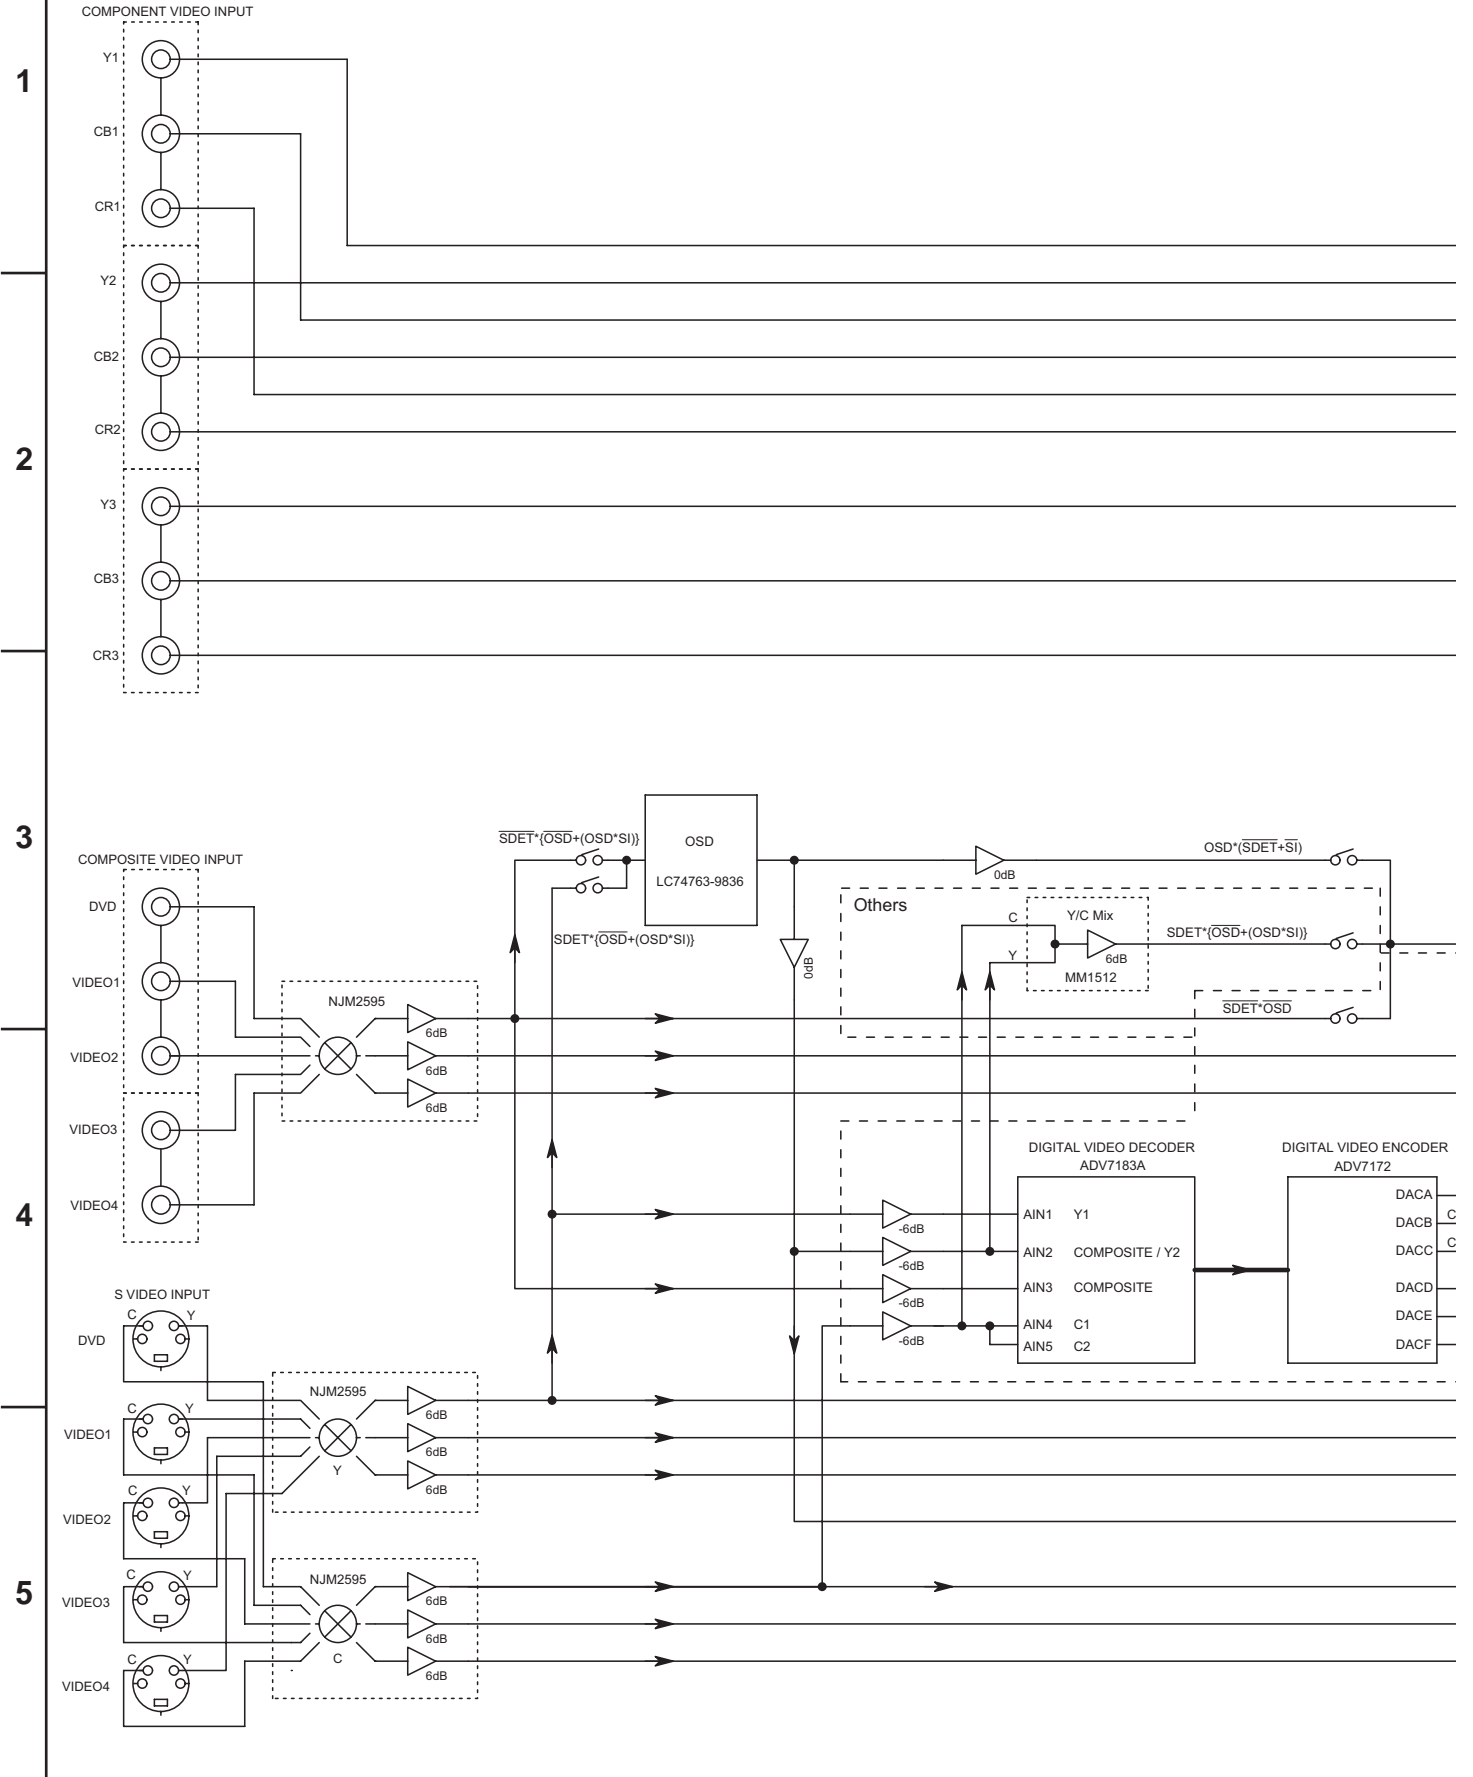 COMPONENT VIDEO INPUT
1
Y1
CB1
CR1
Y2
CB2
2
CR2
Y3
CB3
CR3
3
SDET*{OSD+(OSD*SI)}
OSD
LC74763-9836
OSD*(SDET+SI)
0dB
COMPOSITE VIDEO INPUT
DVD
Others
C
Y/C Mix
SDET*{OSD+(OSD*SI)}
SDET*{OSD+(OSD*SI)}
Y
6dB
0dB
MM1512
VIDEO1
NJM2595
SDET*OSD
6dB
VIDEO2
6dB
6dB
VIDEO3
DIGITAL VIDEO DECODER
ADV7183A
DIGITAL VIDEO ENCODER
ADV7172
VIDEO4
4
AIN1 Y1
DACA
-6dB
DACB
C
AIN2 COMPOSITE / Y2
DACC
C
-6dB
AIN3 COMPOSITE
DACD
-6dB
S VIDEO INPUT
C Y
AIN4 C1
DACE
DVD
-6dB
AIN5 C2
DACF
NJM2595
C Y
6dB
VIDEO1
6dB
Y
C Y
6dB
VIDEO2
C Y
NJM2595
5
VIDEO3
6dB
6dB
C Y
C
6dB
VIDEO4